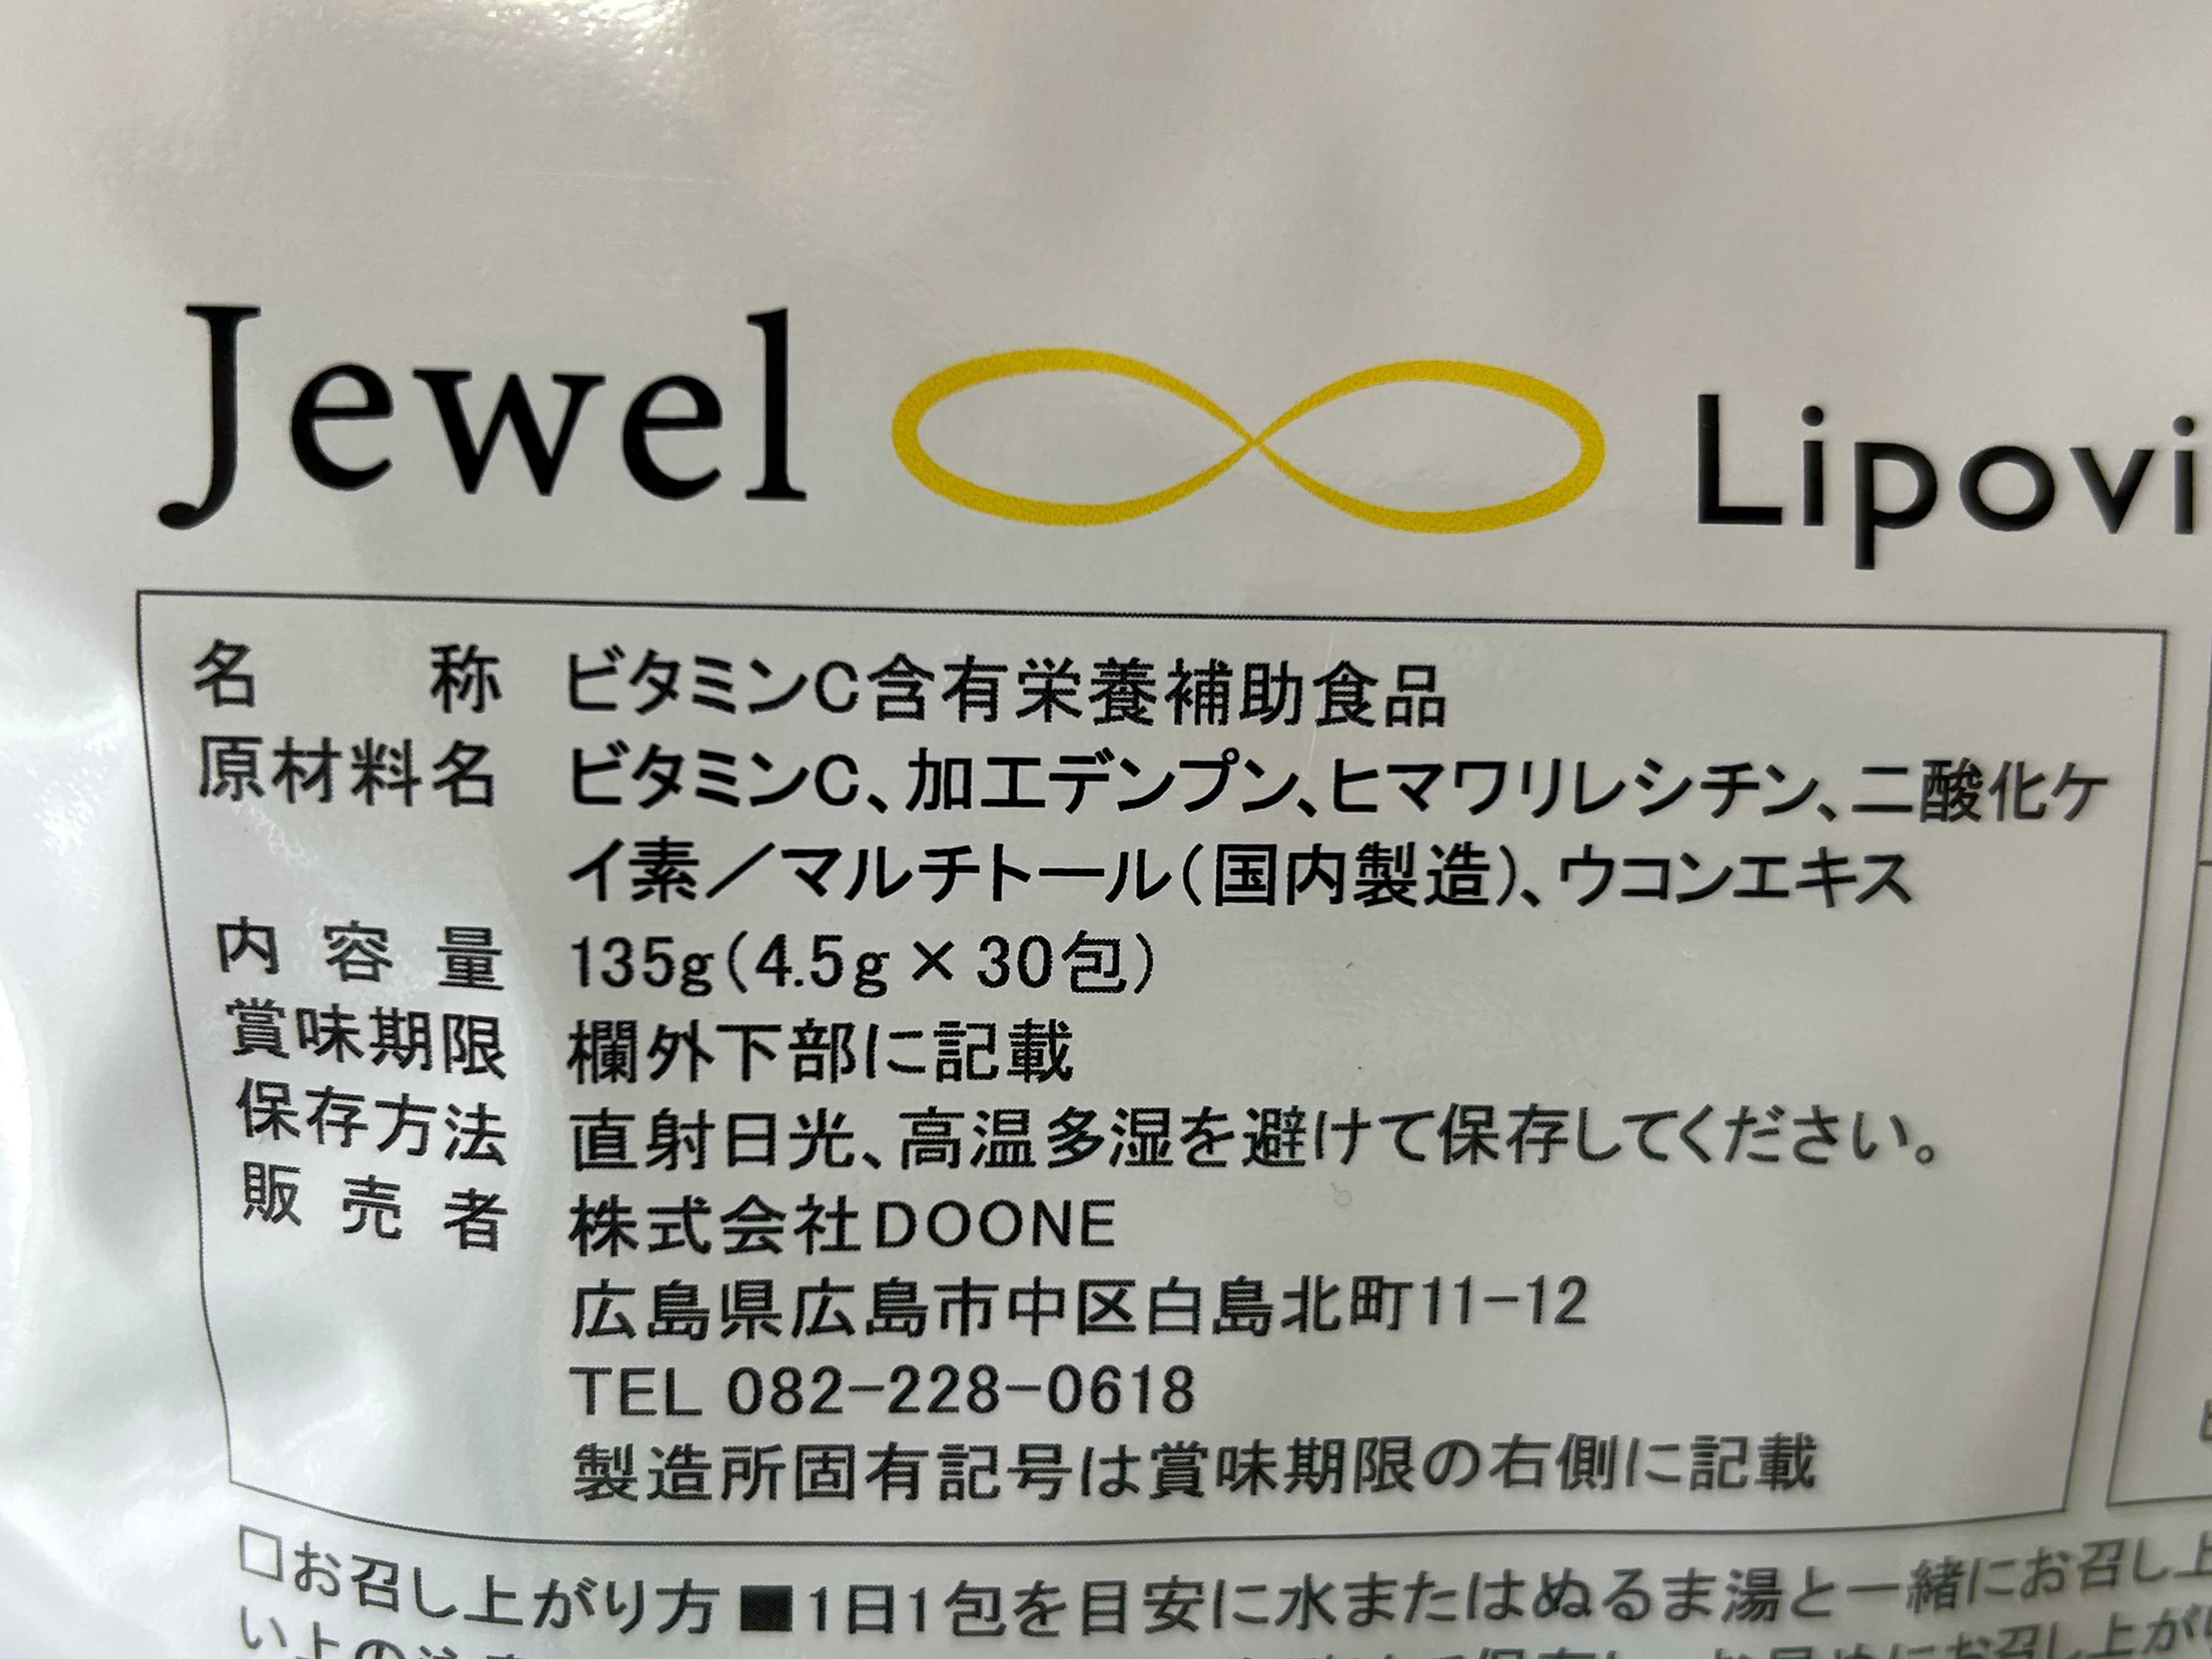 Jewel Lipovi
名称 ビタミンC含有栄養補助食品
原材料名 ビタミンC、加工デンプン、ヒマワリレシチン、二酸化ケ
イ素／マルチトール（国内製造）、ウコンエキス
内容量 135g（4.5g×30包）
賞味期限 欄外下部に記載
保存方法 直射日光、高温多湿を避けて保存してください。
販売者 株式会社DOONE
広島県広島市中区白島北町11-12
TEL 082-228-0618
製造所固有記号は賞味期限の右側に記載
□お召し上がり方■1日1包を目安に水またはぬるま湯と一緒にお召し上